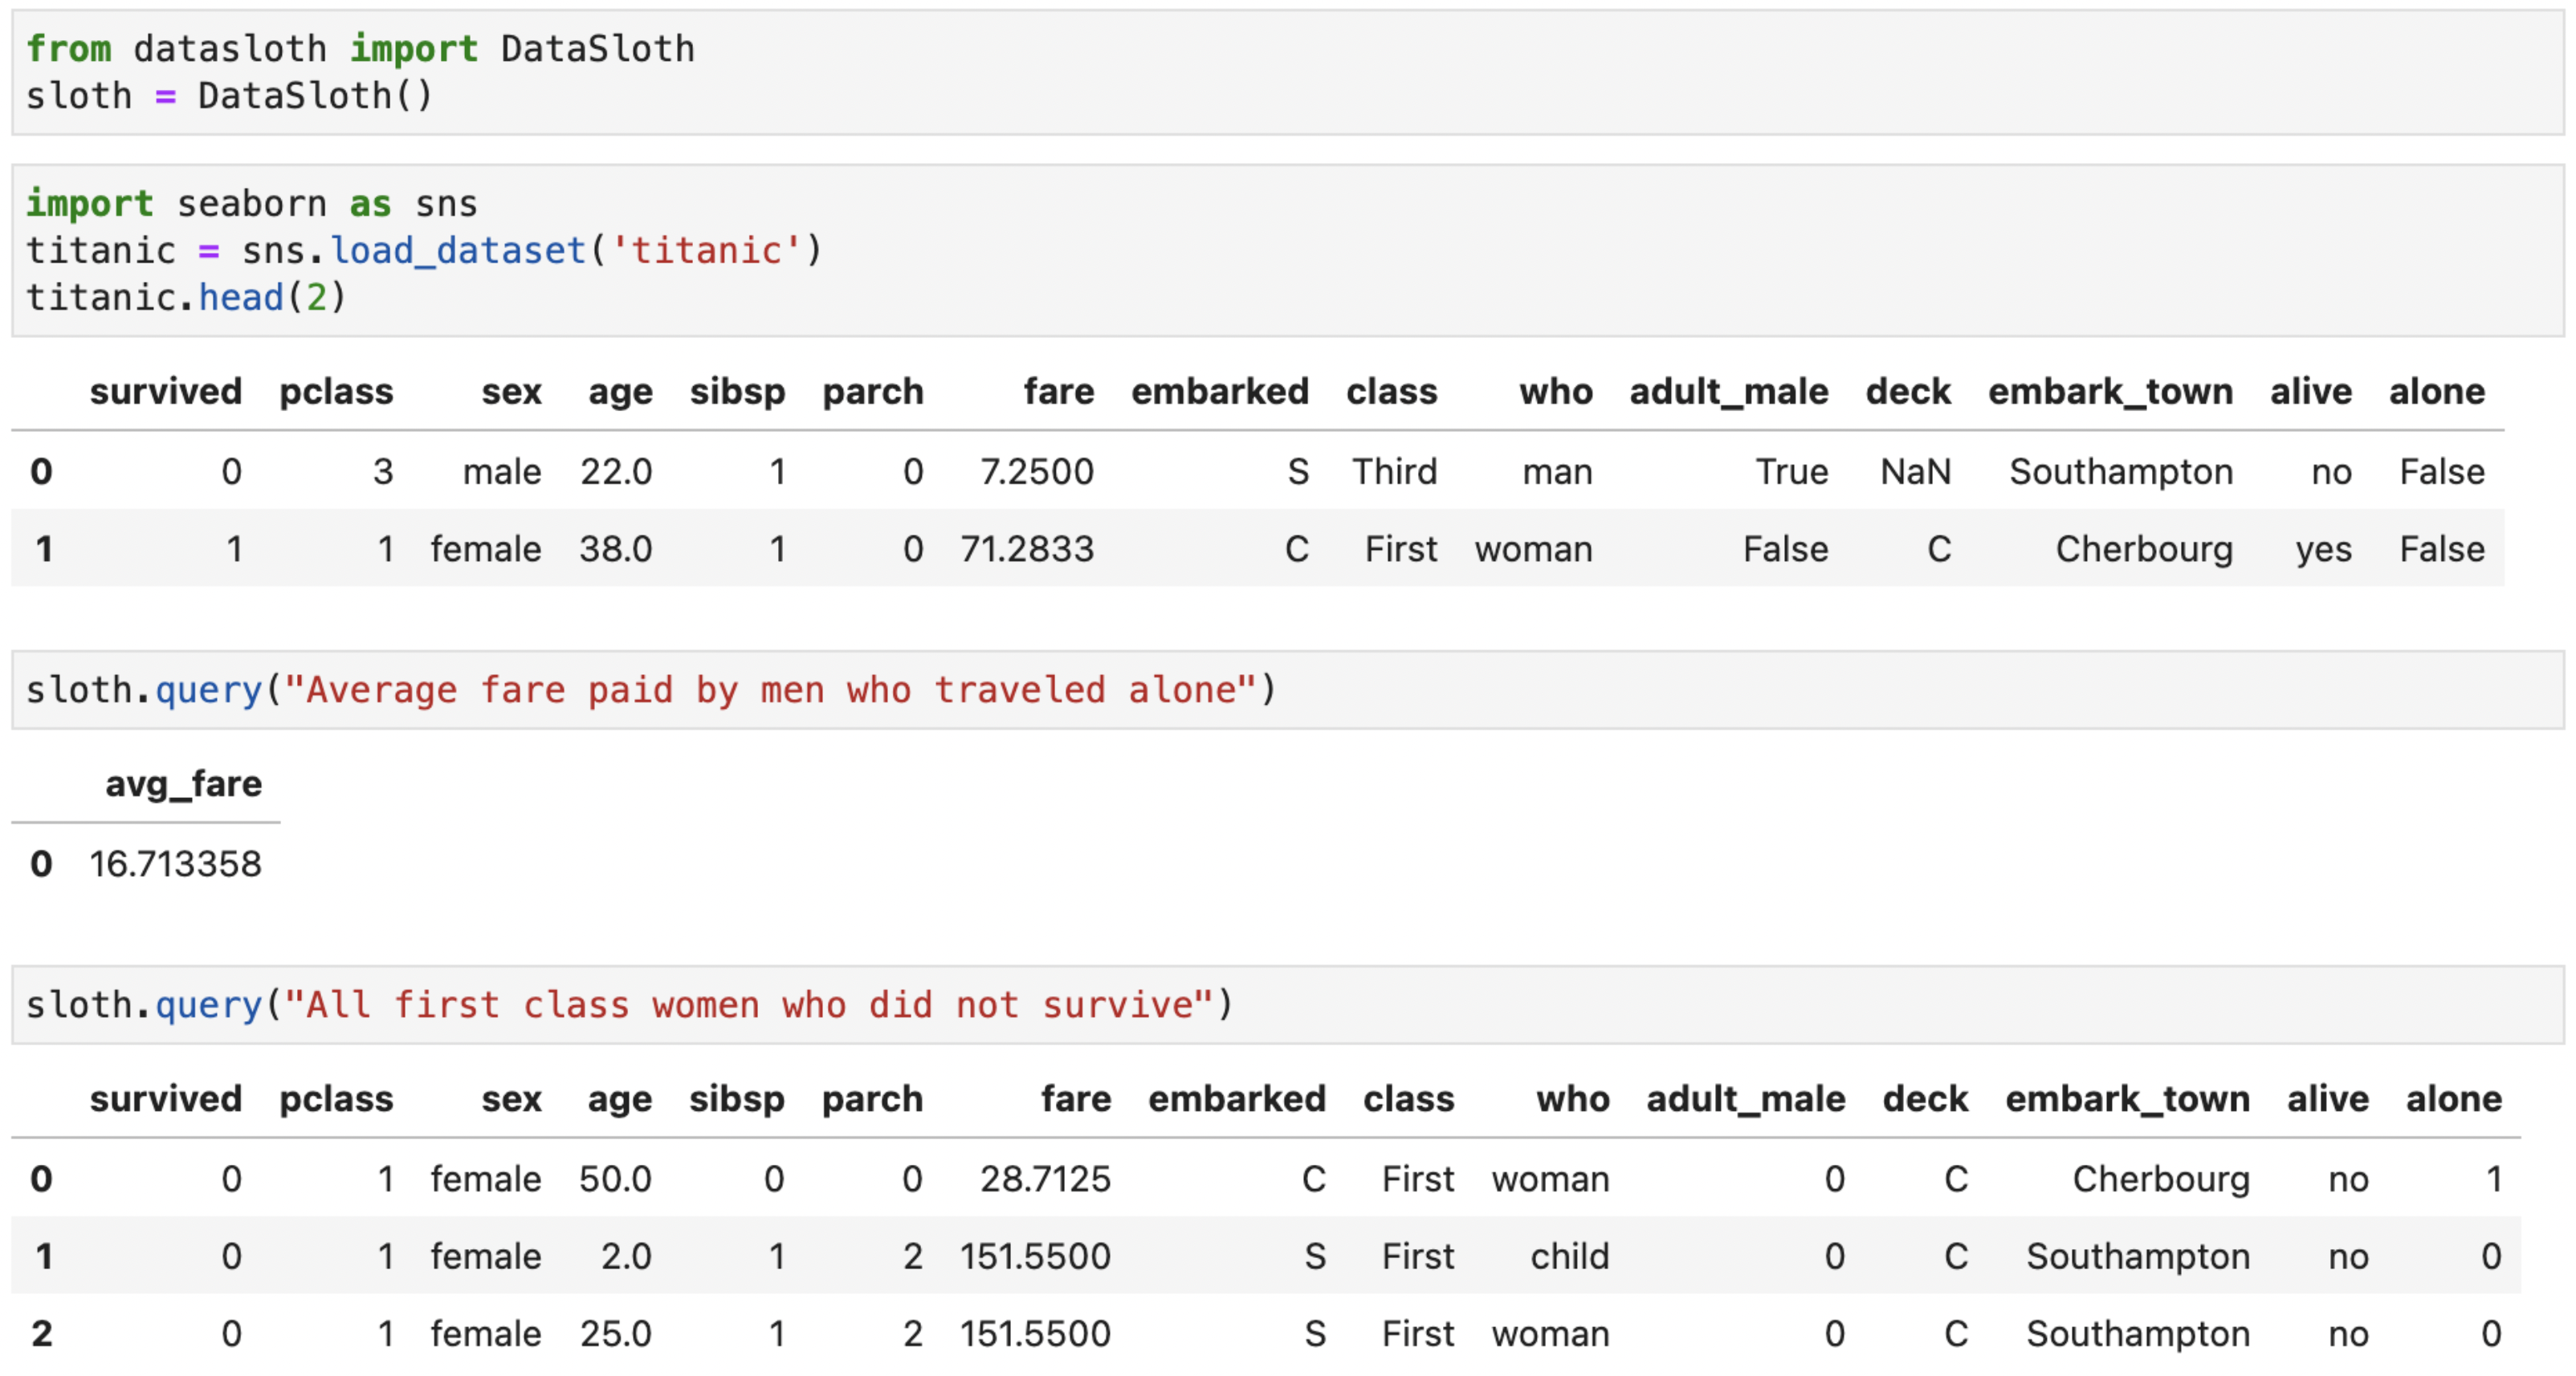 from datasloth import DataSloth
sloth = DataSloth()
import seaborn as sns
titanic = sns.load_dataset('titanic')
titanic.head(2)
survived pclass sex age sibsp parch fare embarked class who adult_male deck embark_town alive alone
0 0 3 male 22.0 1 0 7.2500 S Third man True NaN Southampton no False
1 1 1 female 38.0 1 0 71.2833 C First woman False C Cherbourg yes False
sloth.query("Average fare paid by men who traveled alone")
avg_fare
0 16.713358
sloth.query("All first class women who did not survive")
survived pclass sex age sibsp parch fare embarked class who adult_male deck embark_town alive alone
0 0 1 female 50.0 0 0 28.7125 C First woman 0 C Cherbourg no 1
1 0 1 female 2.0 1 2 151.5500 S First child 0 C Southampton no 0
2 0 1 female 25.0 1 2 151.5500 S First woman 0 C Southampton no 0